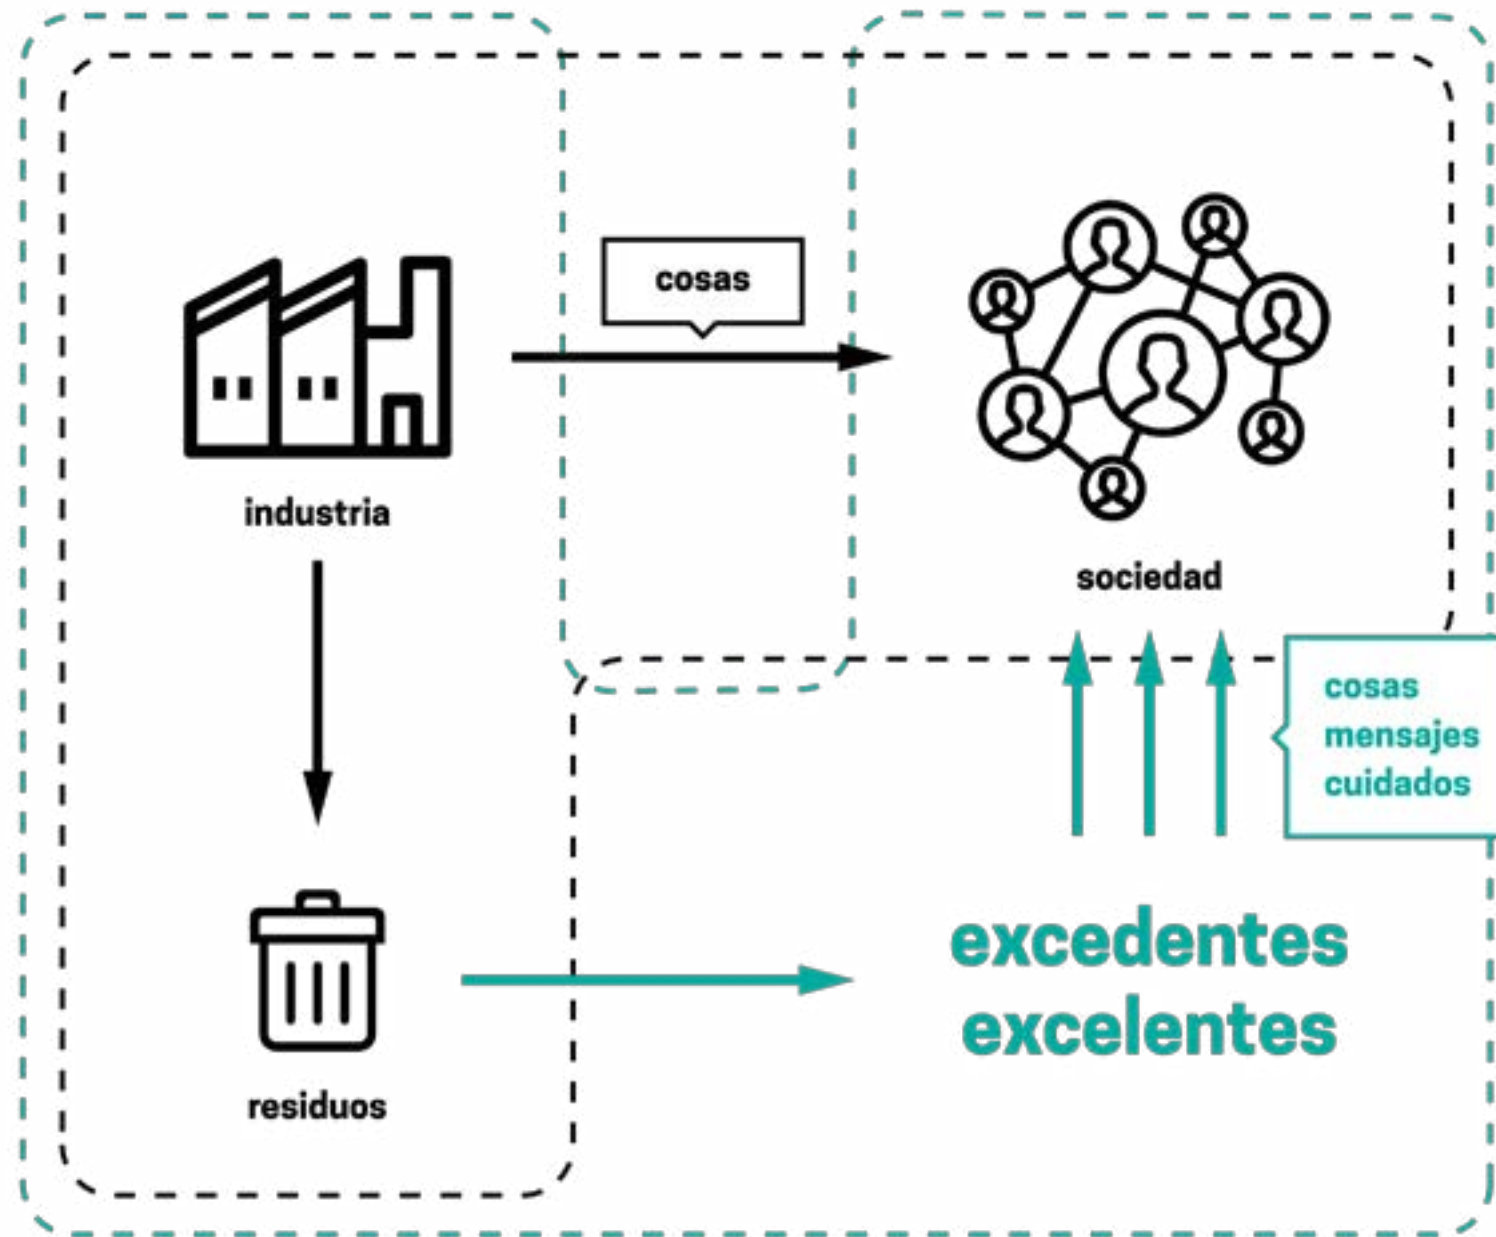 cosas
industria
sociedad
cosas
mensajes
cuidados
excedentes
excelentes
residuos